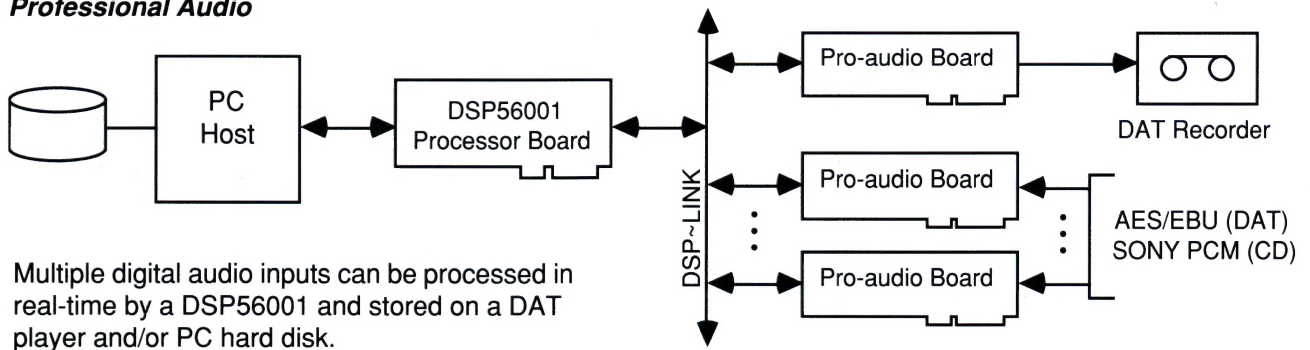 Professional Audio
PC
Host
DSP56001
Processor Board
DSP~LINK
Pro-audio Board
DAT Recorder
Pro-audio Board
Pro-audio Board
AES/EBU (DAT)
SONY PCM (CD)
Multiple digital audio inputs can be processed in
real-time by a DSP56001 and stored on a DAT
player and/or PC hard disk.